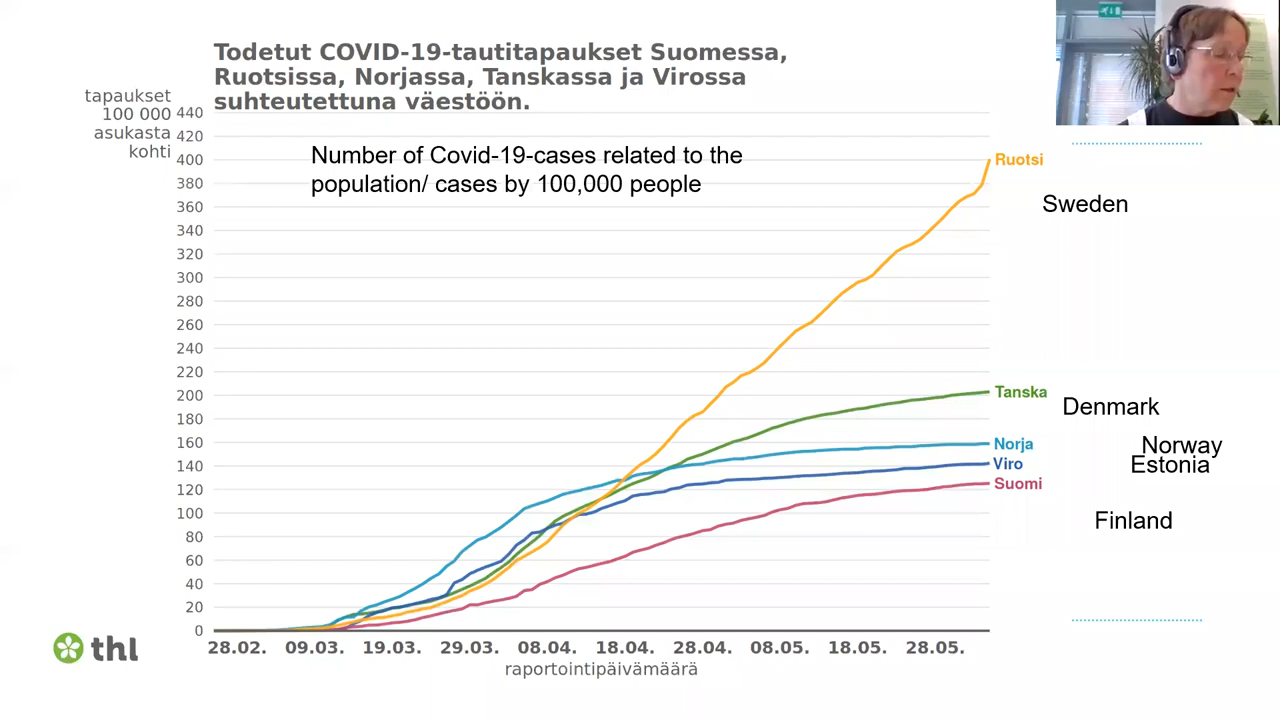 Todetut COVID-19-tautitapaukset Suomessa,
Ruotsissa, Norjassa, Tanskassa ja Virossa
suhteutettuna väestöön.
tapaukset
100 000
asukasta
kohti
Number of Covid-19-cases related to the
population/ cases by 100,000 people
440
420
400
380
360
340
320
300
280
260
240
220
200
180
160
140
120
100
80
60
40
20
0
Ruotsi
Sweden
Tanska
Denmark
Norja
Norway
Viro
Estonia
Suomi
Finland
28.02. 09.03. 19.03. 29.03. 08.04. 18.04. 28.04. 08.05. 18.05. 28.05.
raportointipäivämäärä
thl